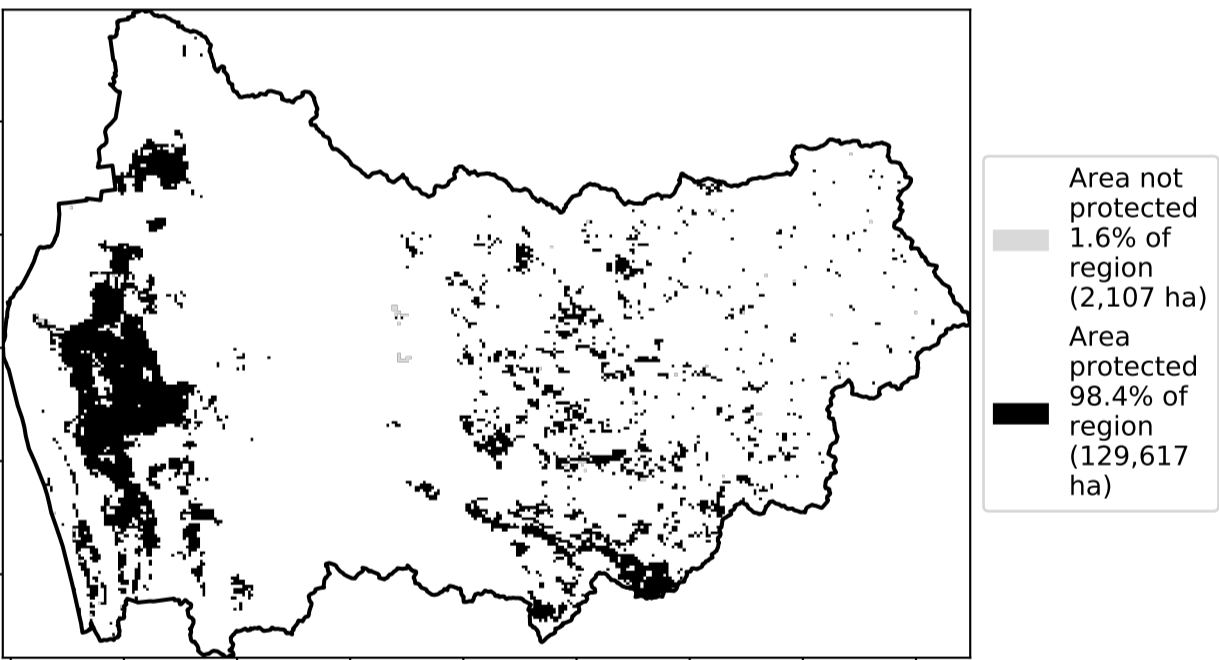 Area not
protected
1.6% of
region
(2,107 ha)
Area
protected
98.4% of
region
(129,617
ha)